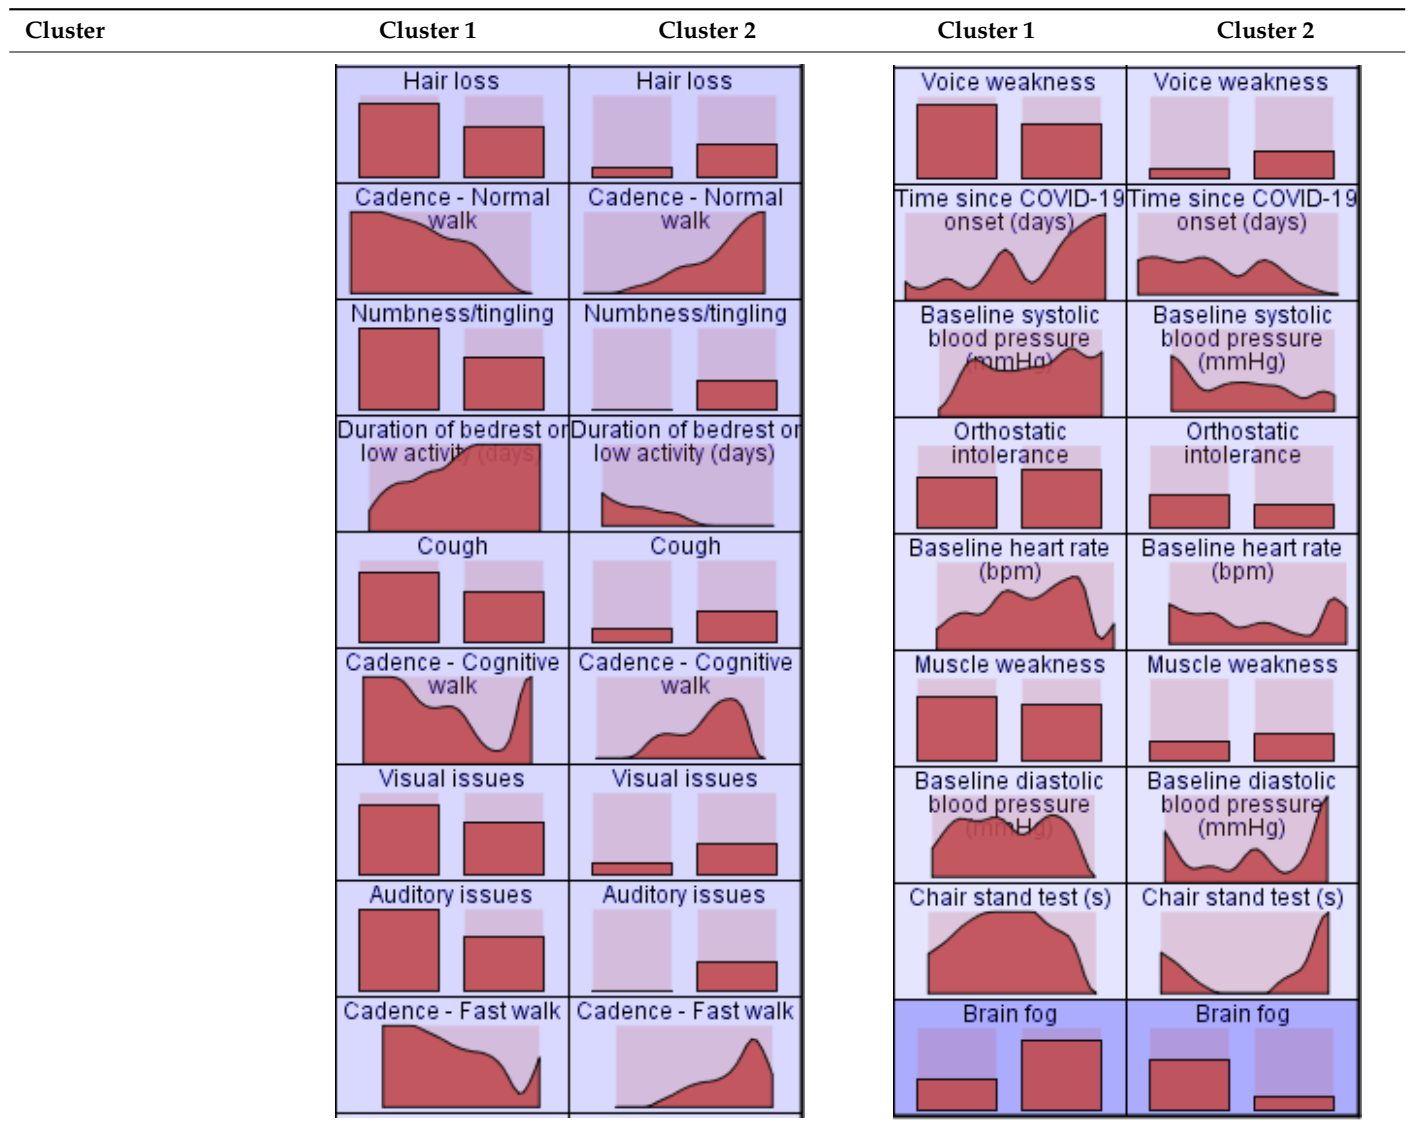 Cluster Cluster 1 Cluster 2 Cluster 1 Cluster 2
Hair loss Hair loss
Cadence - Normal Cadence - Normal
walk walk
Numbness/tingling Numbness/tingling
Duration of bedrest or Duration of bedrest or
low activity (days) low activity (days)
Cough Cough
Cadence - Cognitive Cadence - Cognitive
walk walk
Visual issues Visual issues
Auditory issues Auditory issues
Cadence - Fast walk Cadence - Fast walk
Voice weakness Voice weakness
Time since COVID-19 Time since COVID-19
onset (days) onset (days)
Baseline systolic Baseline systolic
blood pressure blood pressure
(mmHg) (mmHg)
Orthostatic Orthostatic
intolerance intolerance
Baseline heart rate Baseline heart rate
(bpm) (bpm)
Muscle weakness Muscle weakness
Baseline diastolic Baseline diastolic
blood pressure blood pressure
(mmHg) (mmHg)
Chair stand test (s) Chair stand test (s)
Brain fog Brain fog